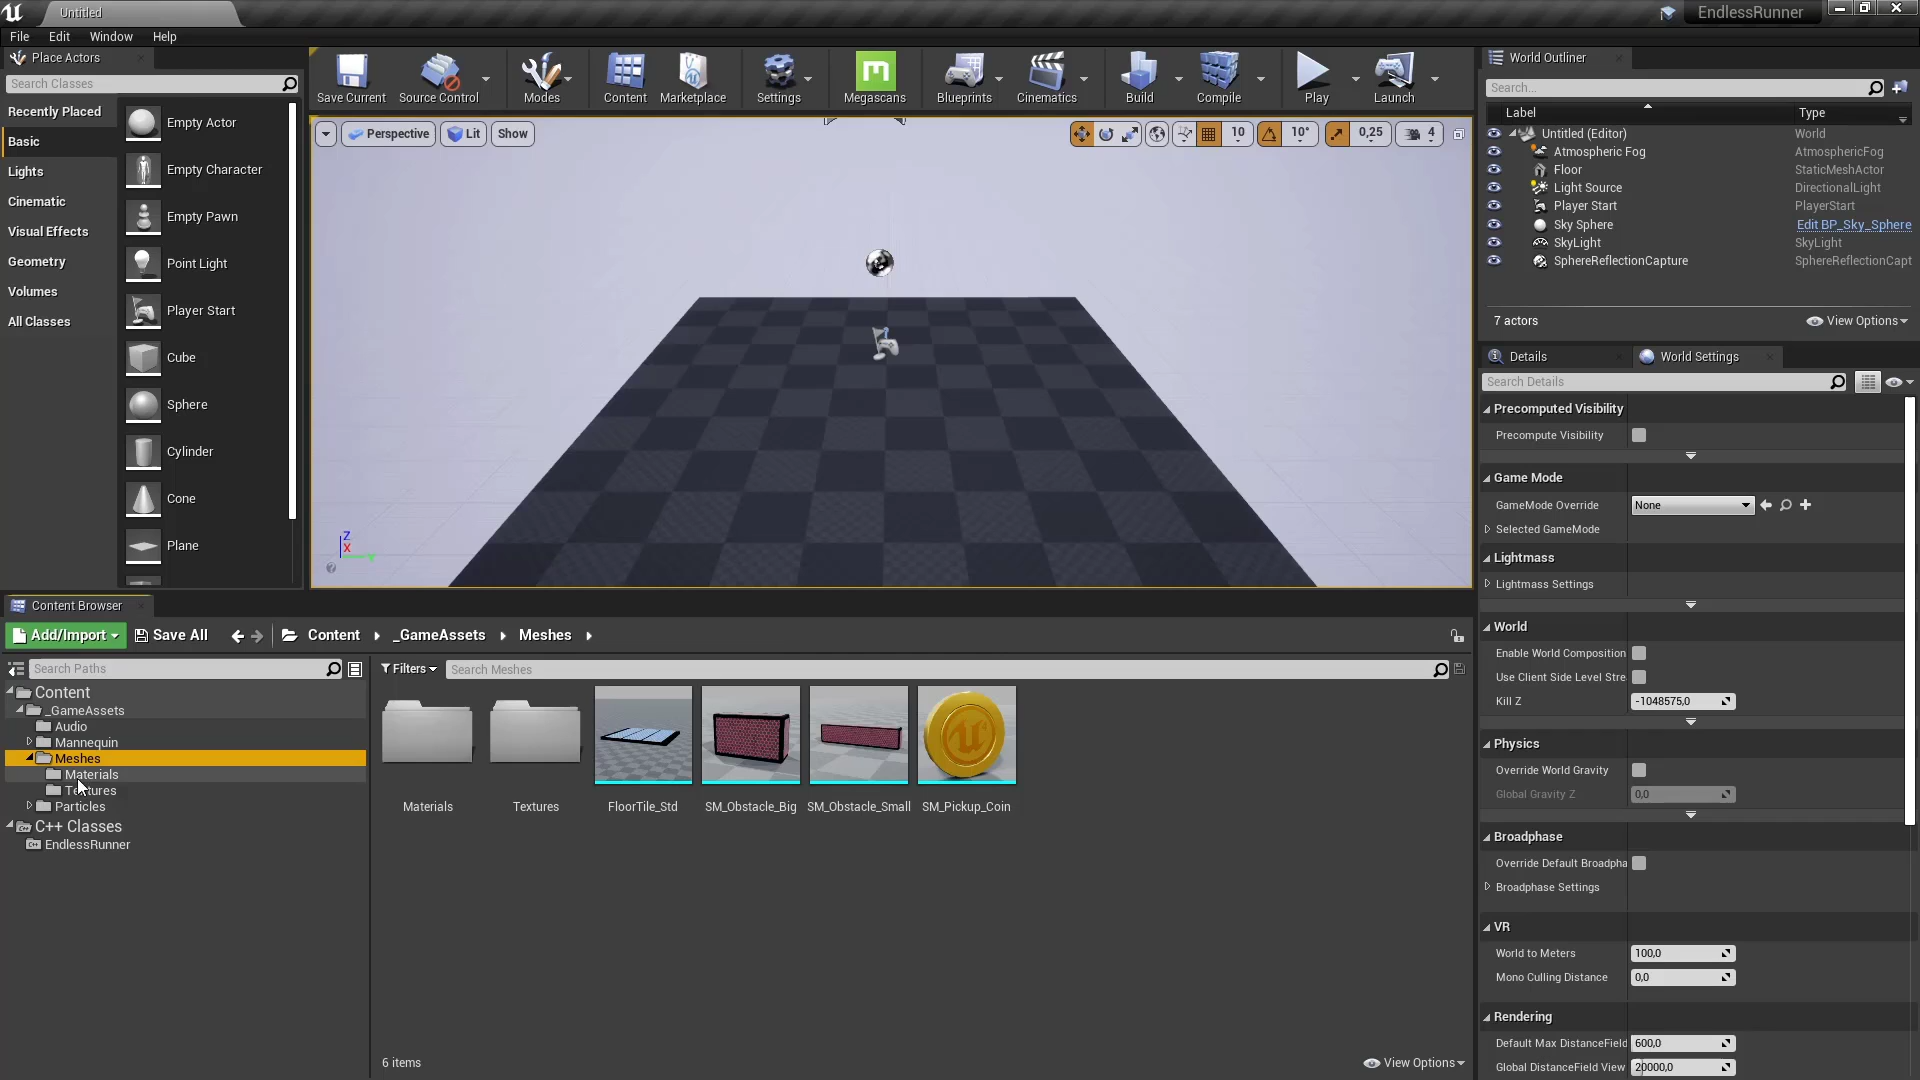 Untitled
EndlessRunner
File Edit Window Help
Place Actors
Search Classes
Recently Placed
Basic
Lights
Cinematic
Visual Effects
Geometry
Volumes
All Classes
Empty Actor
Empty Character
Empty Pawn
Point Light
Player Start
Cube
Sphere
Cylinder
Cone
Plane
Save Current
Source Control
Modes
Content
Marketplace
Settings
Megascans
Blueprints
Cinematics
Build
Compile
Play
Launch
Perspective
Lit
Show
10
10°
0,25
4
Z
X
Y
World Outliner
Search...
Label Type
Untitled (Editor) World
Atmospheric Fog AtmosphericFog
Floor StaticMeshActor
Light Source DirectionalLight
Player Start PlayerStart
Sky Sphere Edit BP_Sky_Sphere
SkyLight SkyLight
SphereReflectionCapture SphereReflectionCapt
7 actors
View Options
Details
World Settings
Search Details
Precomputed Visibility
Precompute Visibility
Game Mode
GameMode Override None
Selected GameMode
Lightmass
Lightmass Settings
World
Enable World Composition
Use Client Side Level Stre
Kill Z -1048575,0
Physics
Override World Gravity
Global Gravity Z 0,0
Broadphase
Override Default Broadpha
Broadphase Settings
VR
World to Meters 100,0
Mono Culling Distance 0,0
Rendering
Default Max DistanceField 600,0
Global DistanceField View 20000,0
Content Browser
Add/Import
Save All
Content
_GameAssets
Meshes
Search Paths
Filters
Search Meshes
Content
_GameAssets
Audio
Mannequin
Meshes
Materials
Textures
Particles
C++ Classes
EndlessRunner
Materials
Textures
FloorTile_Std
SM_Obstacle_Big
SM_Obstacle_Small
SM_Pickup_Coin
6 items
View Options